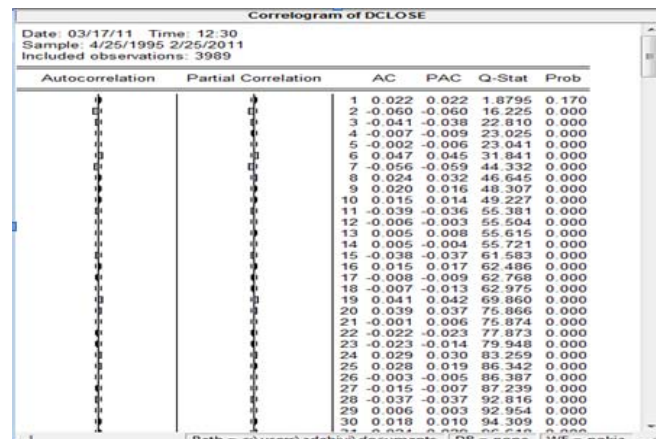 Correlogram of DCLOSE
Date: 03/17/11 Time: 12:30
Sample: 4/25/1995 2/25/2011
Included observations: 3989
Autocorrelation Partial Correlation AC PAC Q-Stat Prob
1 0.022 0.022 1.8795 0.170
2 -0.060 -0.060 16.225 0.000
3 -0.041 -0.038 22.810 0.000
4 -0.007 -0.009 23.025 0.000
5 -0.002 -0.006 23.041 0.000
6 0.047 0.045 31.841 0.000
7 -0.056 -0.059 44.332 0.000
8 0.024 0.032 46.645 0.000
9 0.020 0.016 48.307 0.000
10 0.015 0.014 49.227 0.000
11 -0.039 -0.036 55.381 0.000
12 -0.006 -0.003 55.504 0.000
13 0.005 0.008 55.615 0.000
14 0.005 -0.004 55.721 0.000
15 -0.038 -0.037 61.583 0.000
16 0.015 0.017 62.486 0.000
17 -0.008 -0.009 62.768 0.000
18 -0.007 -0.013 62.975 0.000
19 0.041 0.042 69.860 0.000
20 0.039 0.037 75.866 0.000
21 -0.001 0.006 75.874 0.000
22 -0.022 -0.023 77.873 0.000
23 -0.023 -0.014 79.948 0.000
24 0.029 0.030 83.259 0.000
25 0.028 0.019 86.342 0.000
26 -0.003 -0.005 86.387 0.000
27 -0.015 -0.007 87.239 0.000
28 -0.037 -0.037 92.816 0.000
29 0.006 0.003 92.954 0.000
30 0.018 0.010 94.309 0.000